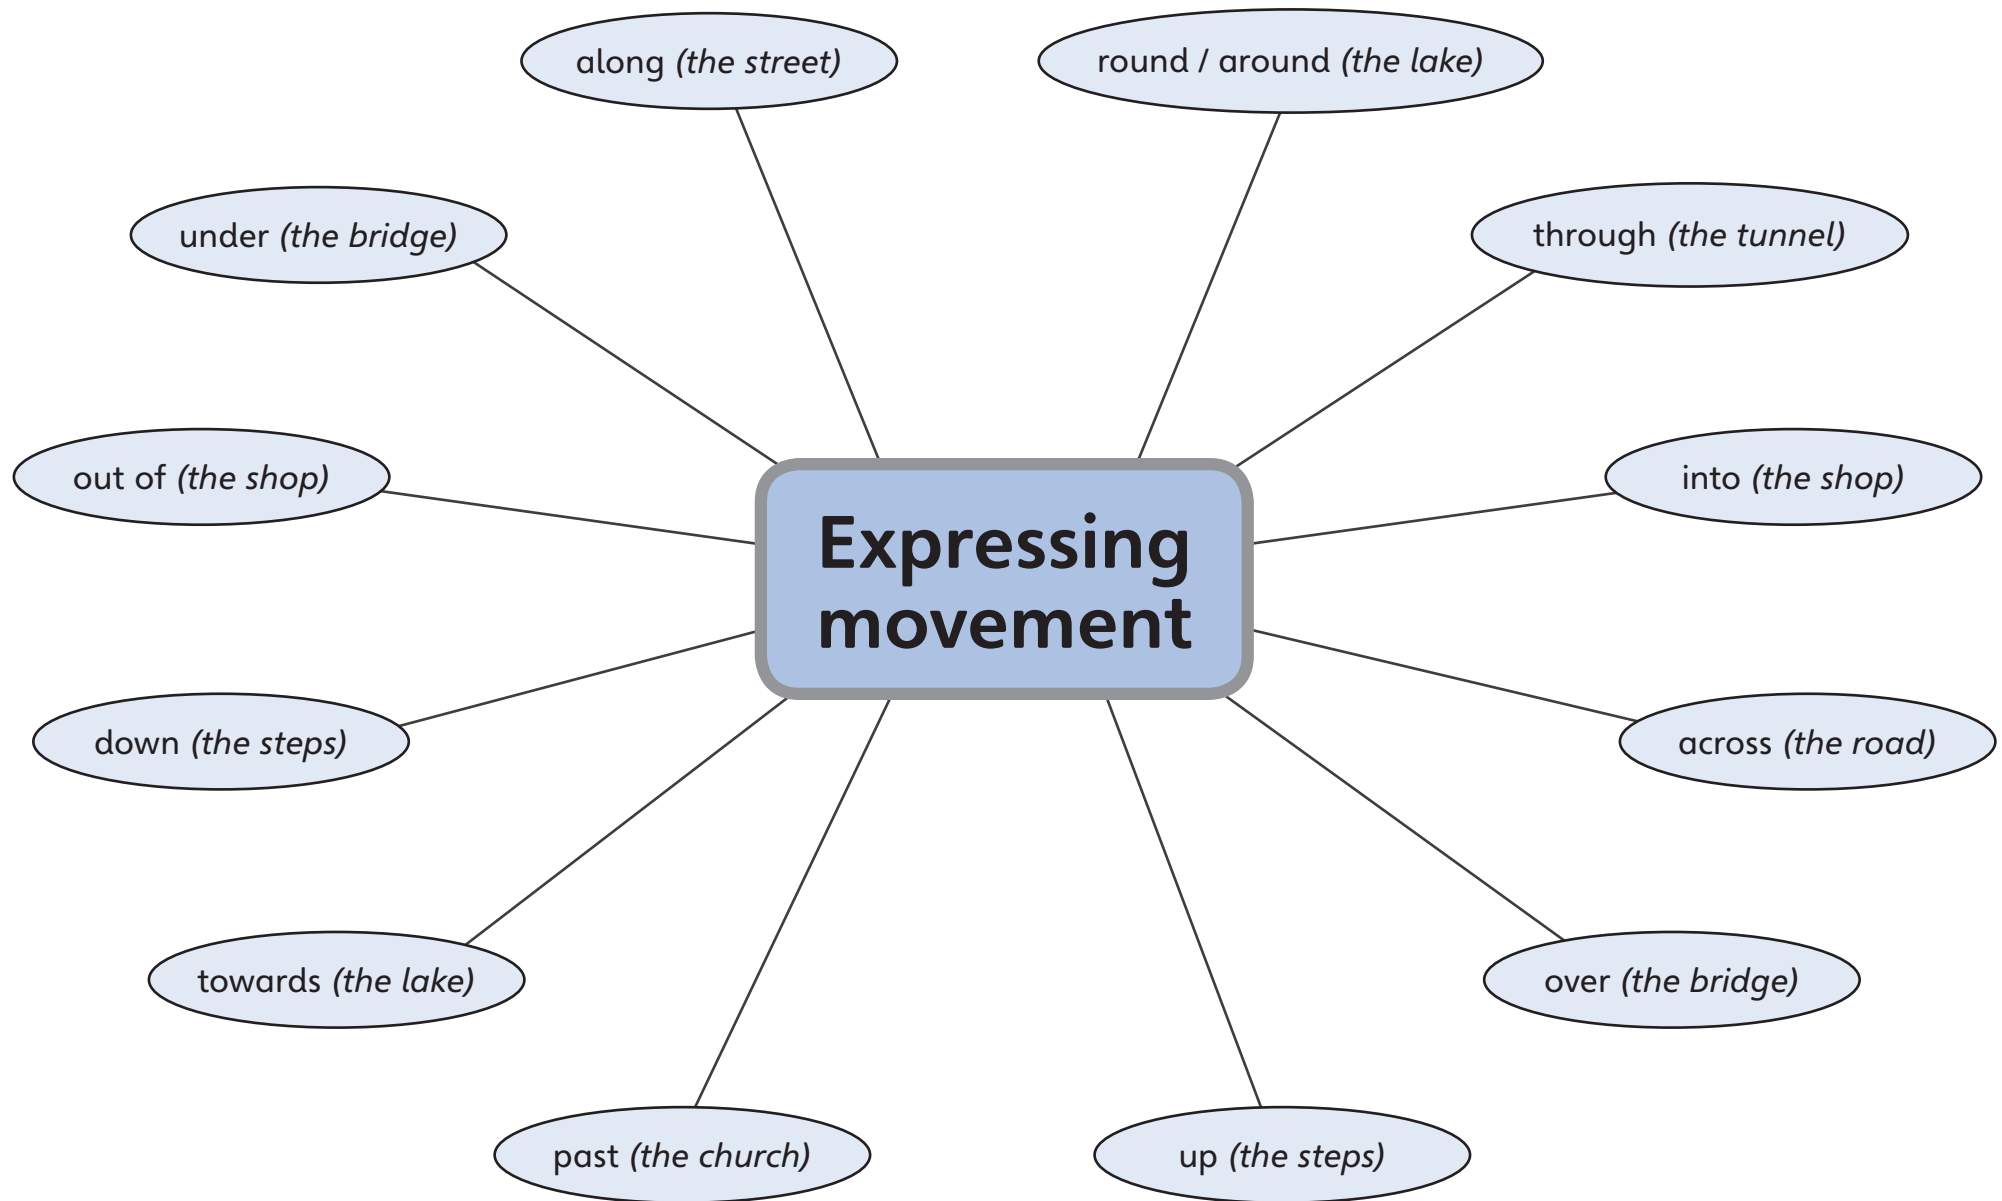 along (the street)
round / around (the lake)
under (the bridge)
through (the tunnel)
out of (the shop)
into (the shop)
Expressing
movement
down (the steps)
across (the road)
towards (the lake)
over (the bridge)
past (the church)
up (the steps)